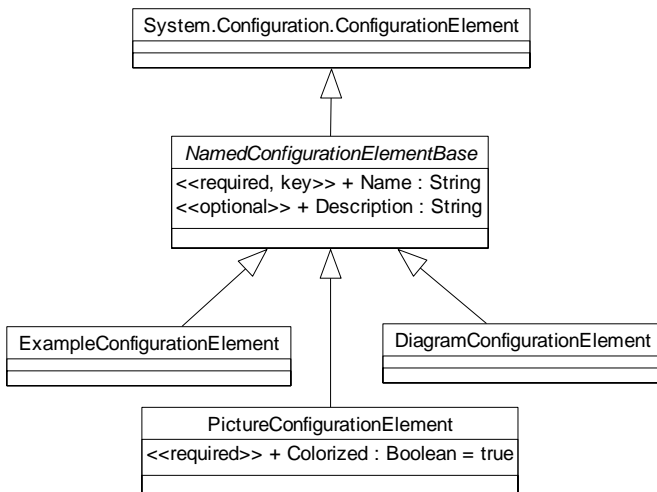 System.Configuration.ConfigurationElement
NamedConfigurationElementBase
<<required, key>> + Name : String
<<optional>> + Description : String
ExampleConfigurationElement
DiagramConfigurationElement
PictureConfigurationElement
<<required>> + Colorized : Boolean = true